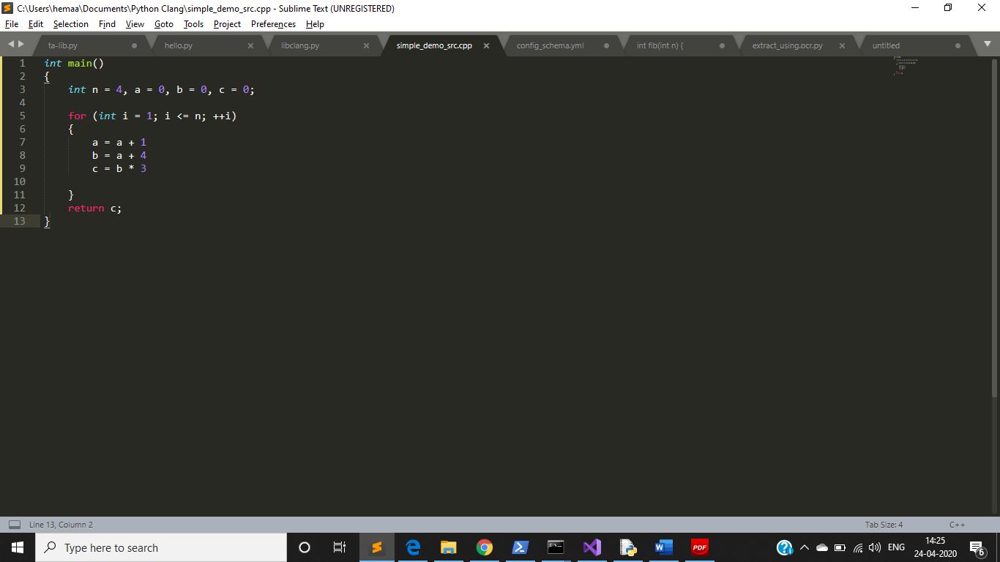 C:\Users\hemaa\Documents\Python Clang\simple_demo_src.cpp - Sublime Text (UNREGISTERED)
File Edit Selection Find View Goto Tools Project Preferences Help
ta-lib.py hello.py libclang.py simple_demo_src.cpp config_schema.yml int fib(int n) { extract_using.ocr.py untitled
1 int main()
2 {
3     int n = 4, a = 0, b = 0, c = 0;
4
5     for (int i = 1; i <= n; ++i)
6     {
7         a = a + 1
8         b = a + 4
9         c = b * 3
10
11     }
12     return c;
13 }
Line 13, Column 2 Tab Size: 4 C++
Type here to search PDF ENG 14:25
24-04-2020 6